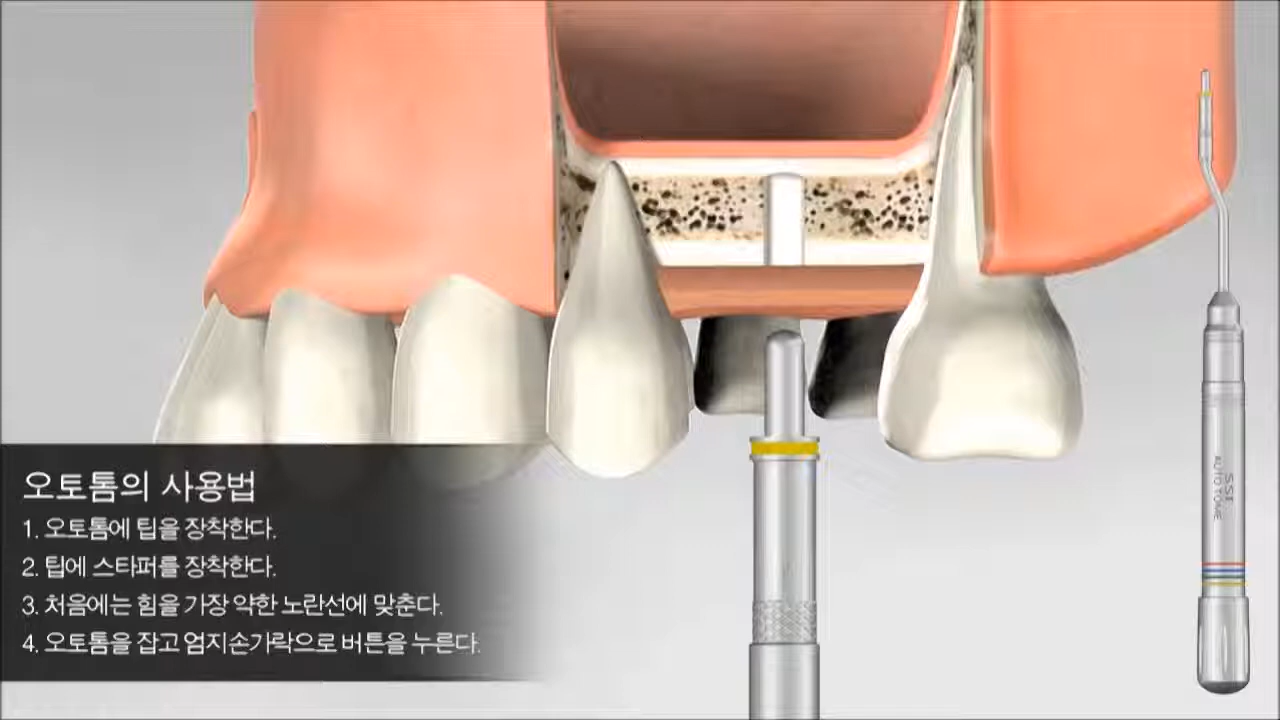 오토톰의 사용법
1. 오토톰에 팁을 장착한다.
2. 팁에 스타퍼를 장착한다.
3. 처음에는 힘을 가장 약한 노란선에 맞춘다.
4. 오토톰을 잡고 엄지손가락으로 버튼을 누른다.
SSI
AUTO TOME